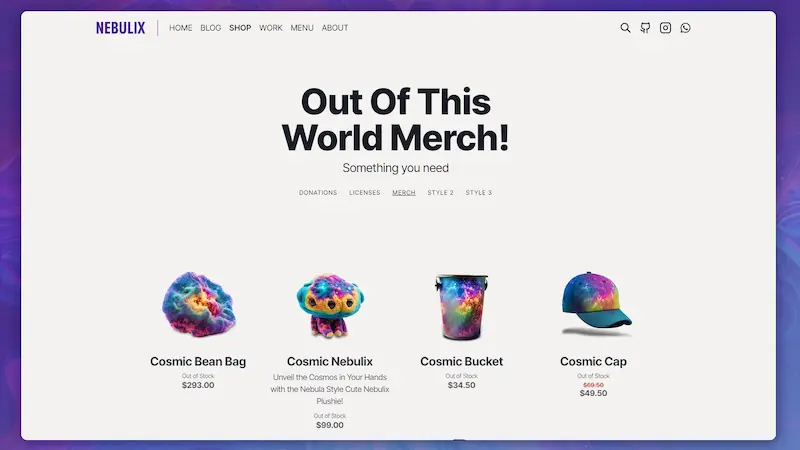 NEBULIX
HOME BLOG SHOP WORK MENU ABOUT
Out Of This
World Merch!
Something you need
DONATIONS LICENSES MERCH STYLE 2 STYLE 3
Cosmic Bean Bag
Out of Stock
$293.00
Cosmic Nebulix
Unveil the Cosmos in Your Hands
with the Nebula Style Cute Nebulix
Plushie!
Out of Stock
$99.00
Cosmic Bucket
Out of Stock
$34.50
Cosmic Cap
Out of Stock
$69.50
$49.50